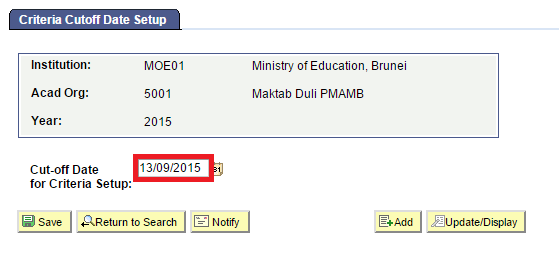 Criteria Cutoff Date Setup
Institution: MOE01 Ministry of Education, Brunei
Acad Org: 5001 Maktab Duli PMAMB
Year: 2015
Cut-off Date
for Criteria Setup: 13/09/2015
Save Return to Search Notify Add Update/Display